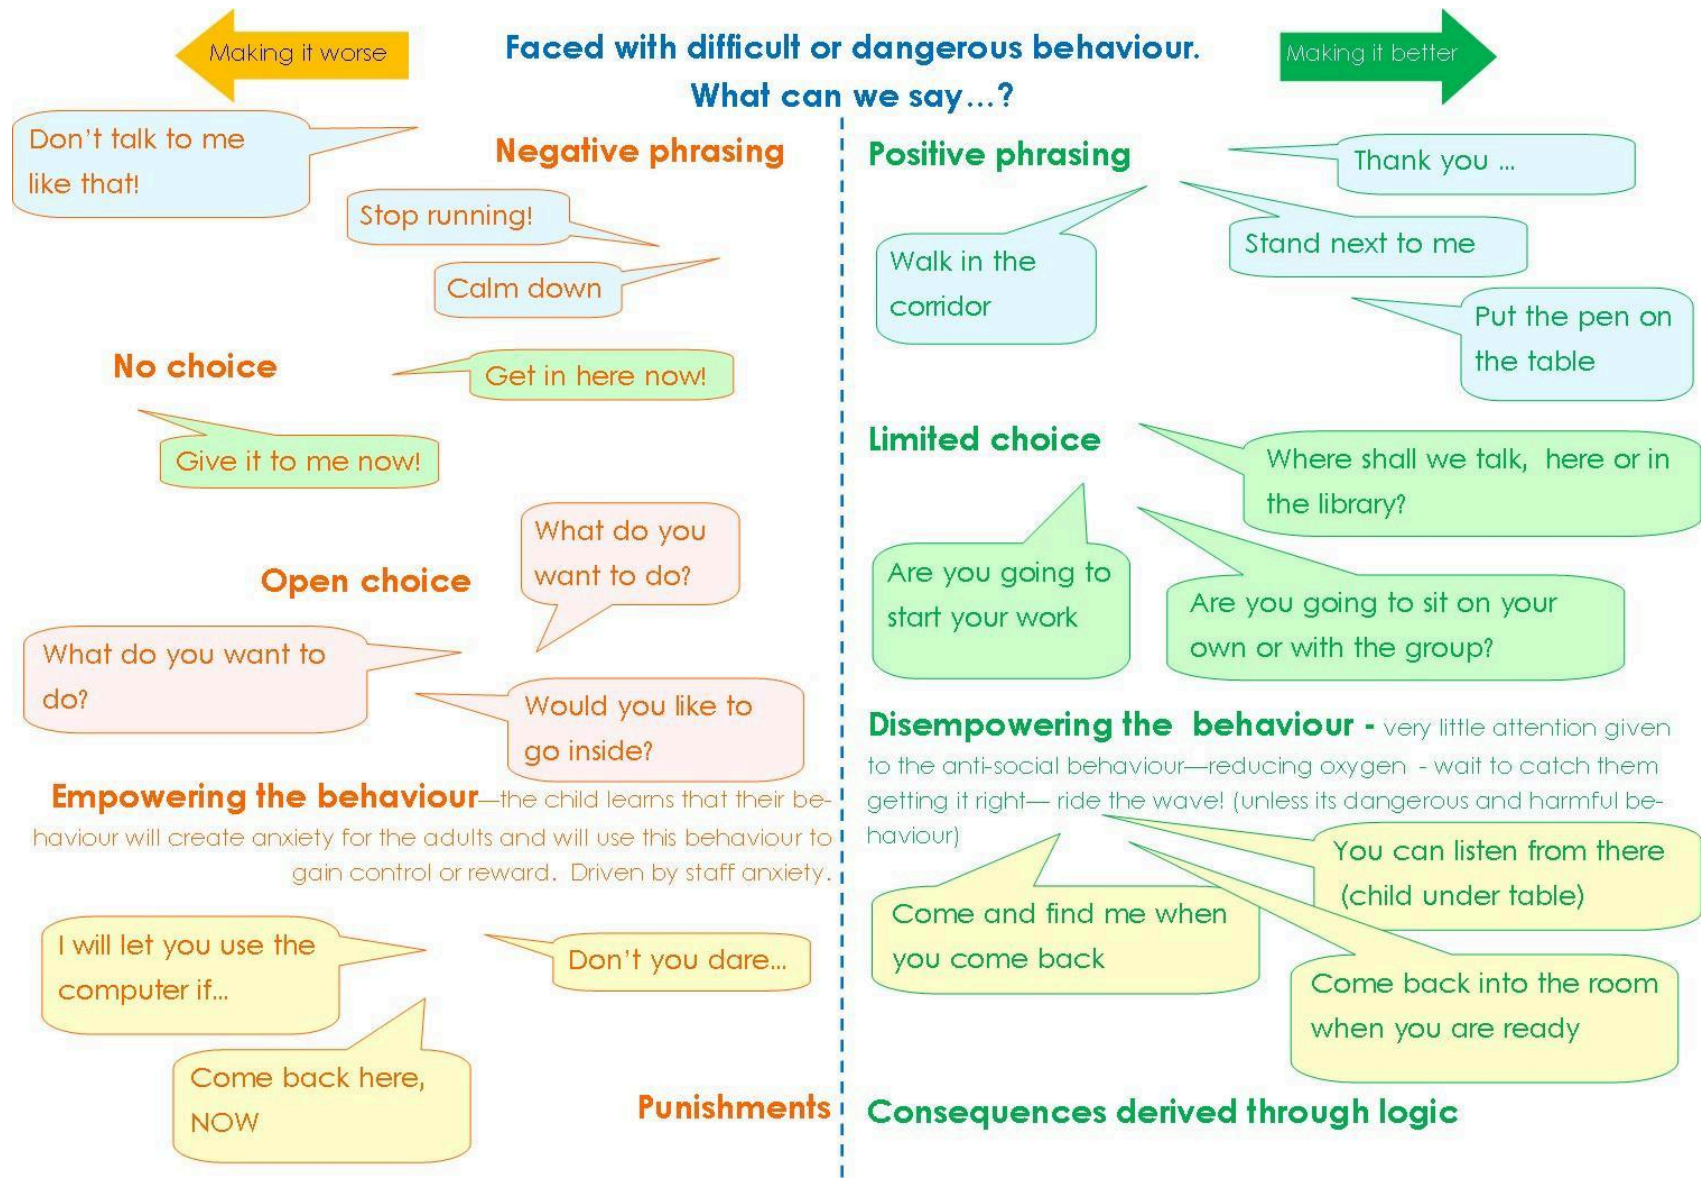 Making it worse
Faced with difficult or dangerous behaviour.
What can we say...?
Making it better
Negative phrasing
Don't talk to me
like that!
Stop running!
Calm down
No choice
Get in here now!
Give it to me now!
Open choice
What do you
want to do?
What do you want to
do?
Would you like to
go inside?
Empowering the behaviour—the child learns that their be-
haviour will create anxiety for the adults and will use this behaviour to
gain control or reward. Driven by staff anxiety.
I will let you use the
computer if...
Don't you dare...
Come back here,
NOW
Punishments
Positive phrasing
Thank you ...
Stand next to me
Walk in the
corridor
Put the pen on
the table
Limited choice
Where shall we talk, here or in
the library?
Are you going to
start your work
Are you going to sit on your
own or with the group?
Disempowering the behaviour - very little attention given
to the anti-social behaviour—reducing oxygen - wait to catch them
getting it right— ride the wave! (unless its dangerous and harmful be-
haviour)
You can listen from there
(child under table)
Come and find me when
you come back
Come back into the room
when you are ready
Consequences derived through logic